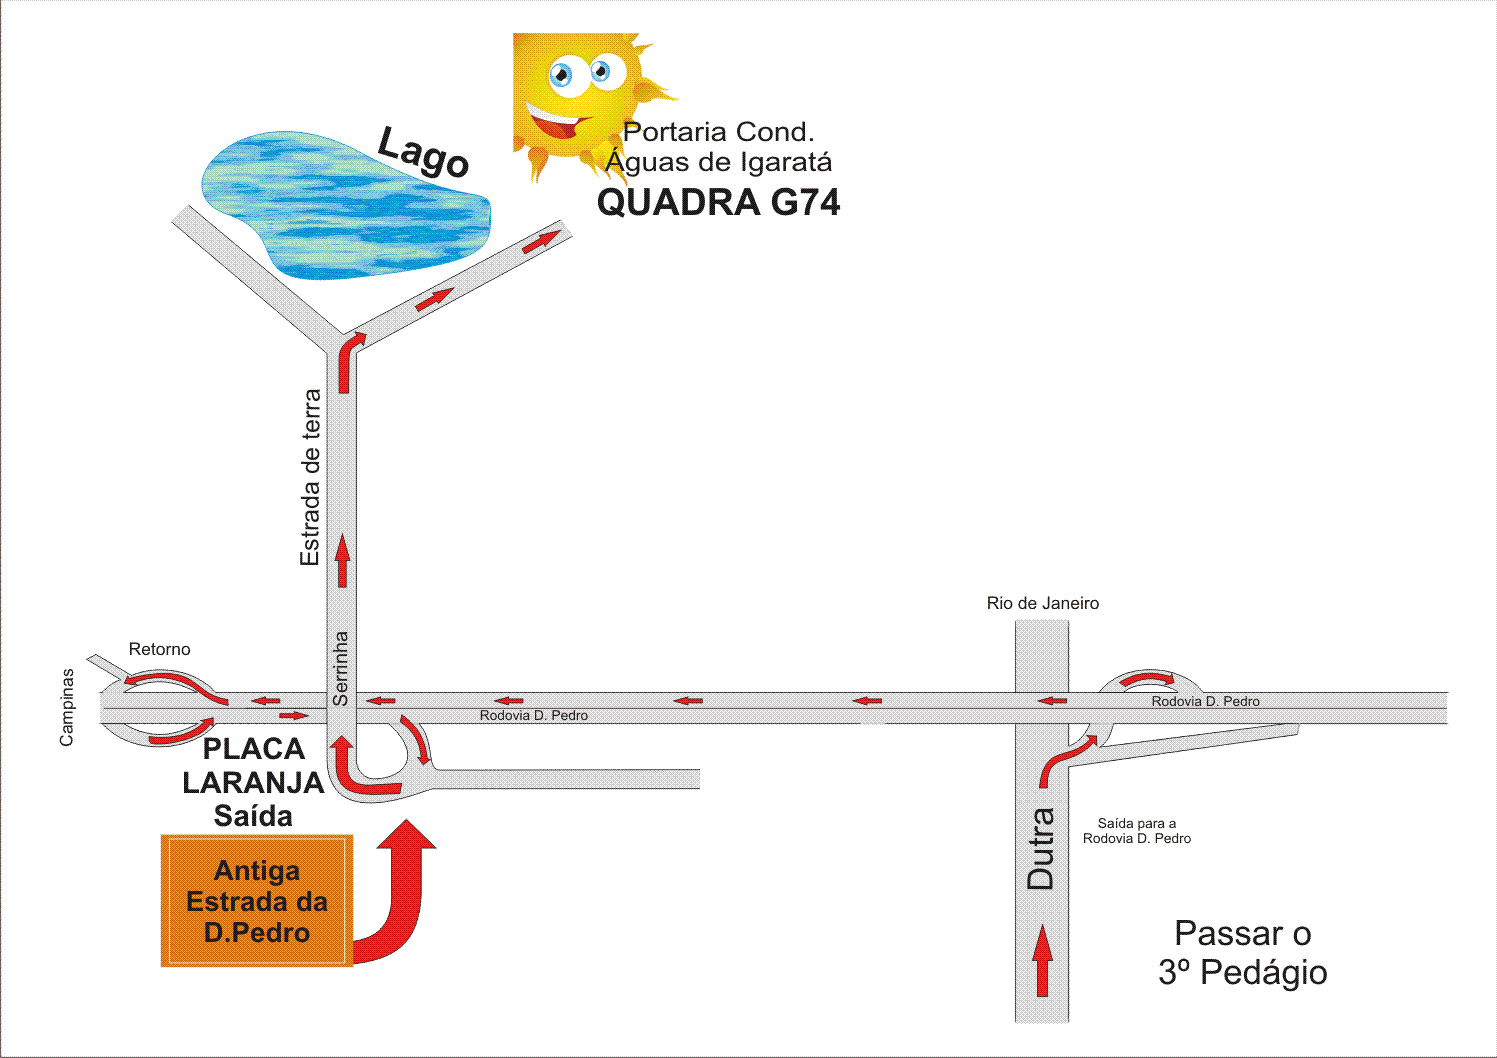 Lago
Portaria Cond.
Águas de Igaratá
QUADRA G74
Estrada de terra
Serrinha
Retorno
Campinas
Rodovia D. Pedro
Rio de Janeiro
Rodovia D. Pedro
PLACA
LARANJA
Saída
Antiga
Estrada da
D.Pedro
Dutra
Saída para a
Rodovia D. Pedro
Passar o
3º Pedágio